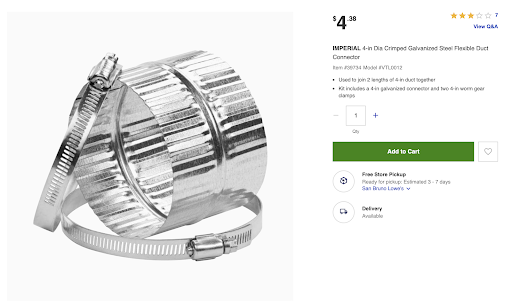 $4.38
7
View Q&A
IMPERIAL 4-in Dia Crimped Galvanized Steel Flexible Duct
Connector
Item #39734 Model #VTL0012
• Used to join 2 lengths of 4-in duct together
• Kit includes a 4-in galvanized connector and two 4-in worm gear
clamps
− 1 +
Qty
Add to Cart
Free Store Pickup
Ready for pickup: Estimated 3 - 7 days
San Bruno Lowe's
Delivery
Available